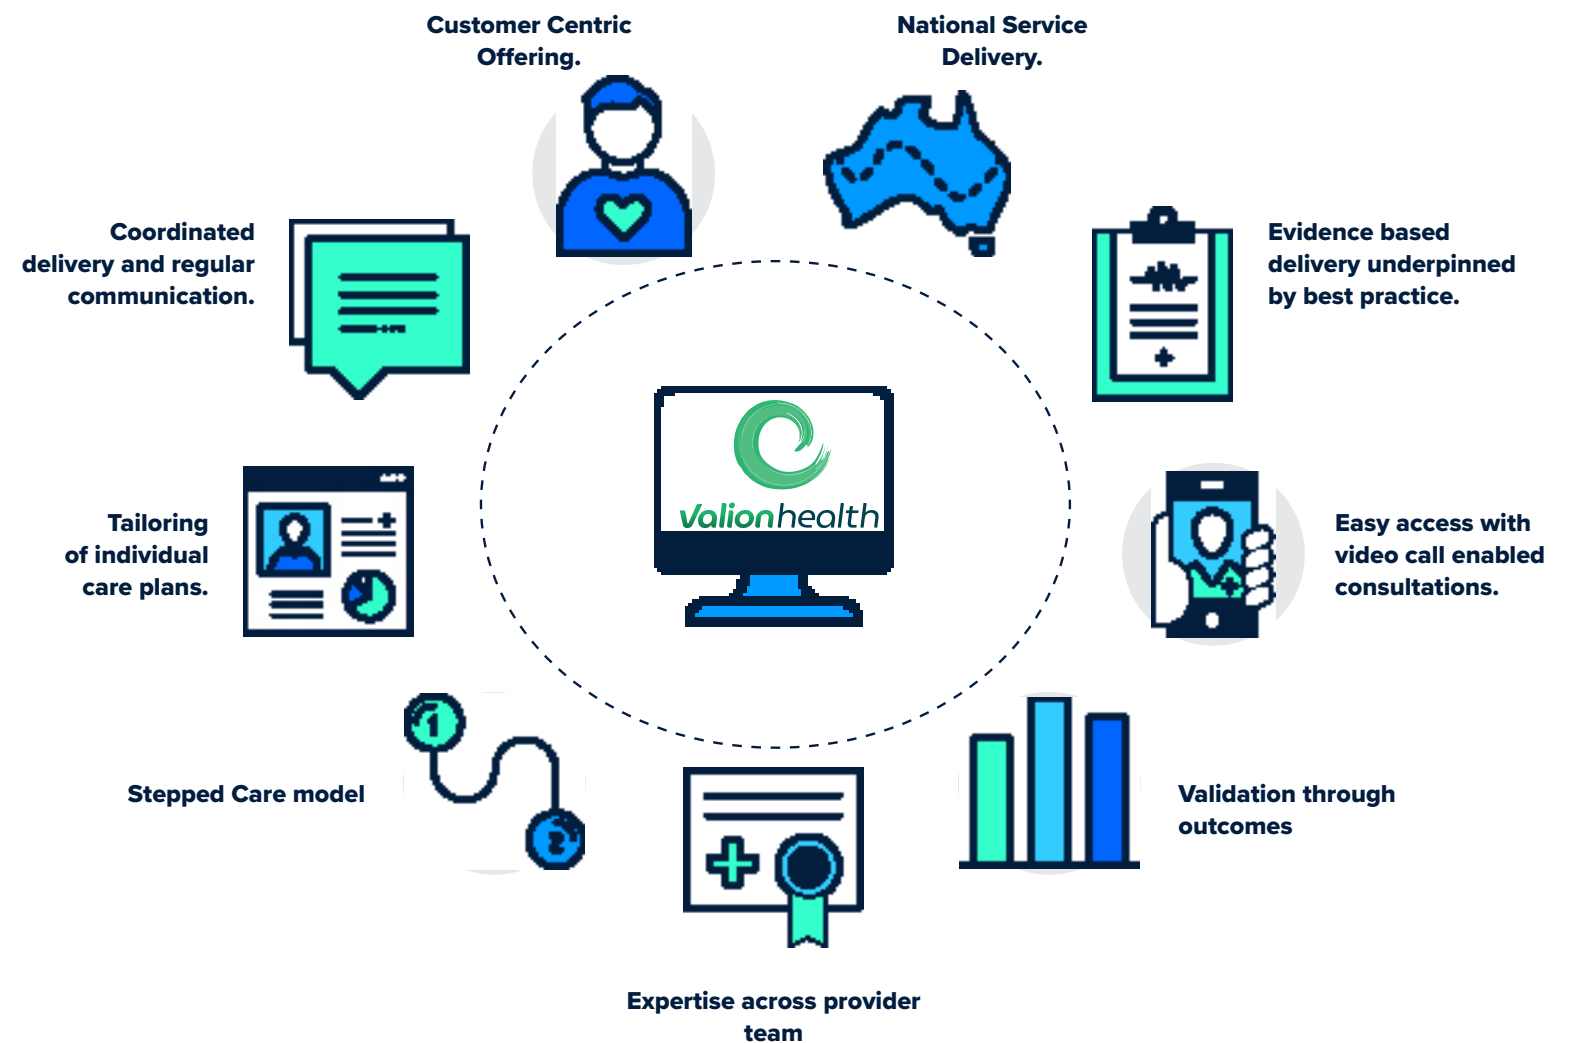 Customer Centric
Offering.
National Service
Delivery.
Coordinated
delivery and regular
communication.
Evidence based
delivery underpinned
by best practice.
valionhealth
Tailoring
of individual
care plans.
Easy access with
video call enabled
consultations.
1
Stepped Care model
2
Validation through
outcomes
Expertise across provider
team